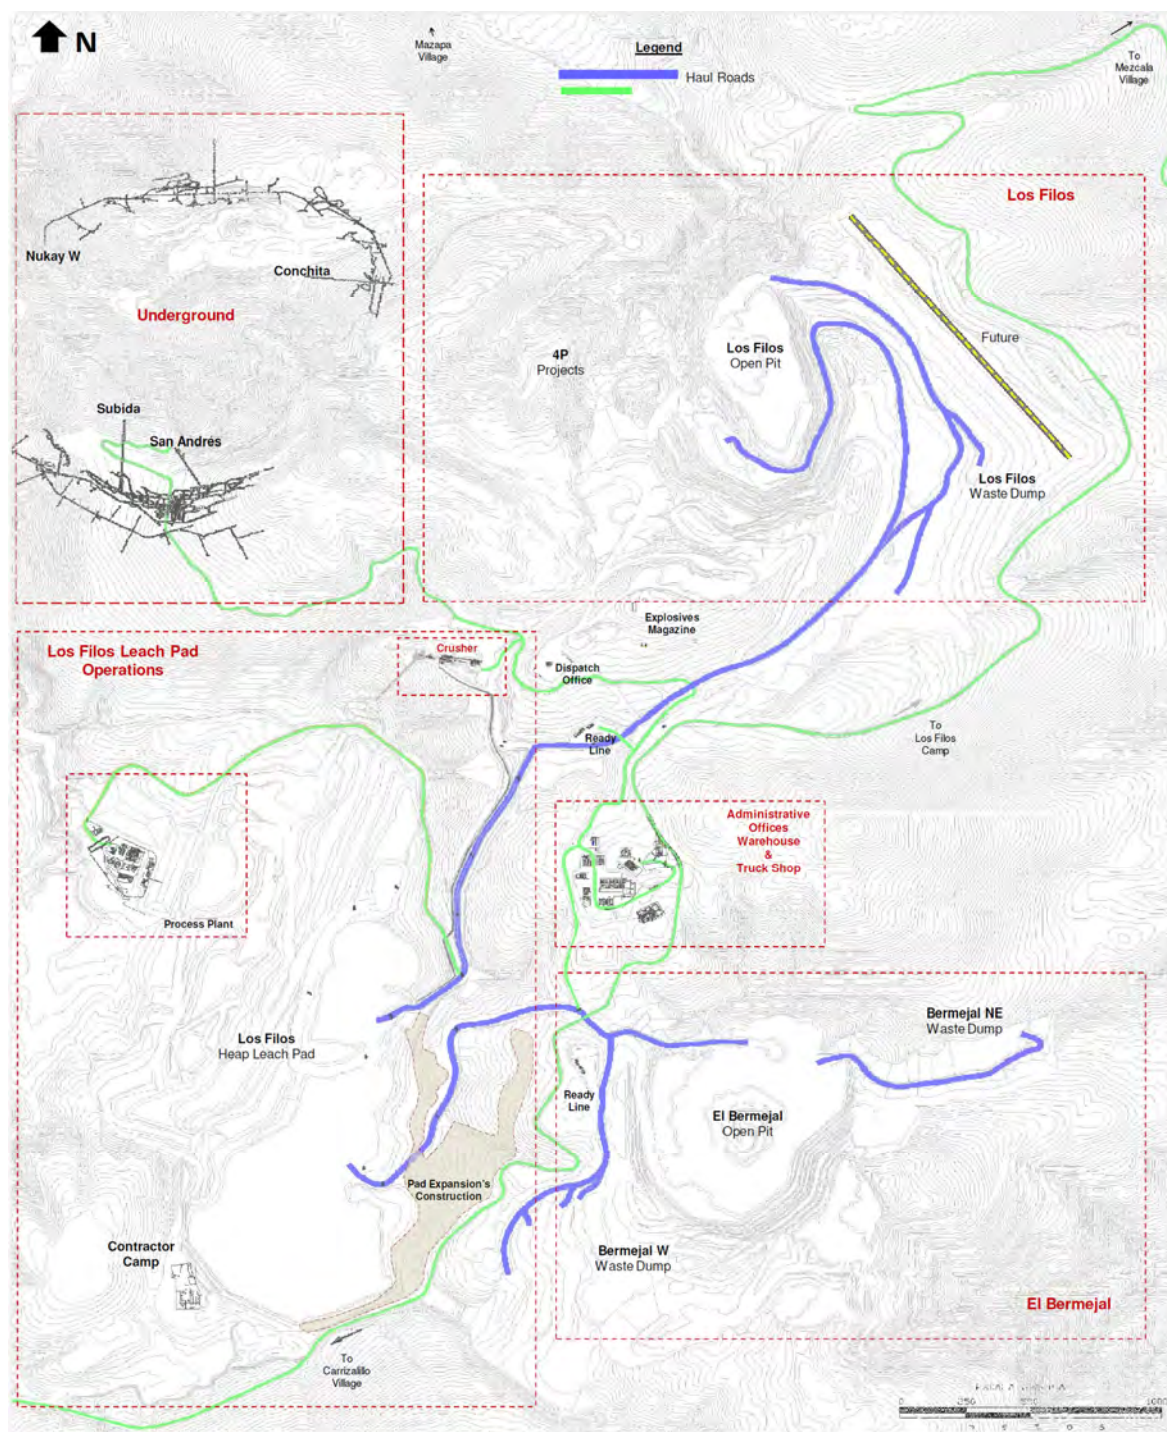 N
Mazapa
Village
Legend
Haul Roads
To
Mezcala
Village
Los Filos
Nukay W
Conchita
Underground
Future
Los Filos
Open Pit
4P
Projects
Subida
San Andrés
Los Filos
Waste Dump
Explosives
Magazine
Los Filos Leach Pad
Operations
Crusher
Dispatch
Office
Ready
Line
To
Los Filos
Camp
Administrative
Offices
Warehouse
&
Truck Shop
Process Plant
Los Filos
Heap Leach Pad
Bermejal NE
Waste Dump
Ready
Line
El Bermejal
Open Pit
Pad Expansion's
Construction
Contractor
Camp
Bermejal W
Waste Dump
El Bermejal
To
Carrizalillo
Village
0 250